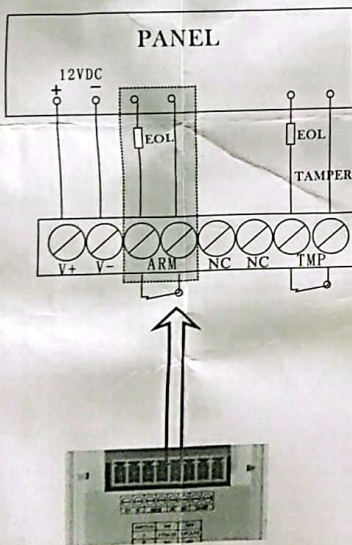 PANEL
12VDC
+ -
EOL EOL
TAMPER
V+ V- ARM NC NC TMP